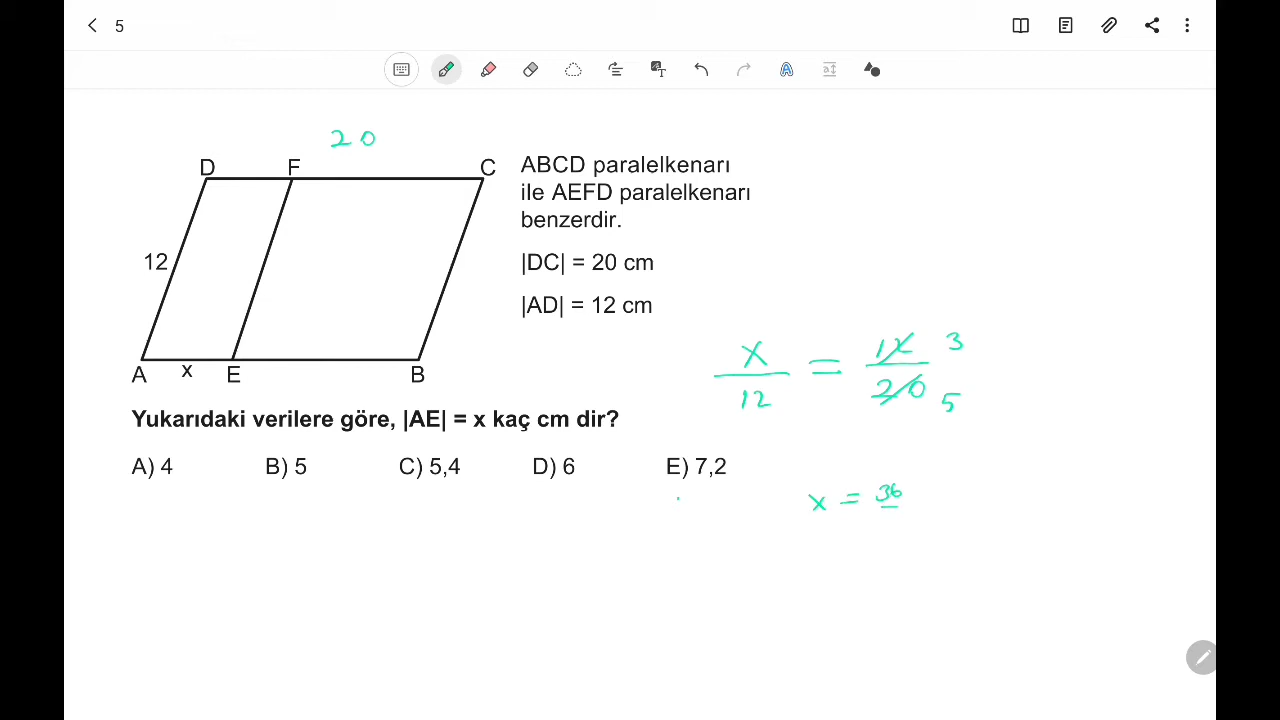 5
20
D F C
12
A x E B
ABCD paralelkenarı
ile AEFD paralelkenarı
benzerdir.
|DC| = 20 cm
|AD| = 12 cm
x/12 = 12/20 3/5
Yukarıdaki verilere göre, |AE| = x kaç cm dir?
A) 4 B) 5 C) 5,4 D) 6 E) 7,2
x = 36